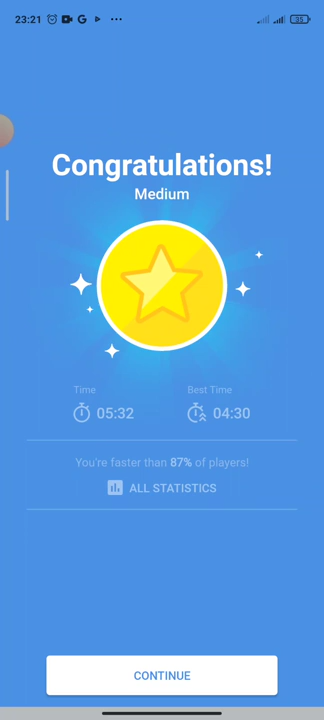 23:21
35
Congratulations!
Medium
Time
Best Time
05:32
04:30
You're faster than 87% of players!
ALL STATISTICS
CONTINUE